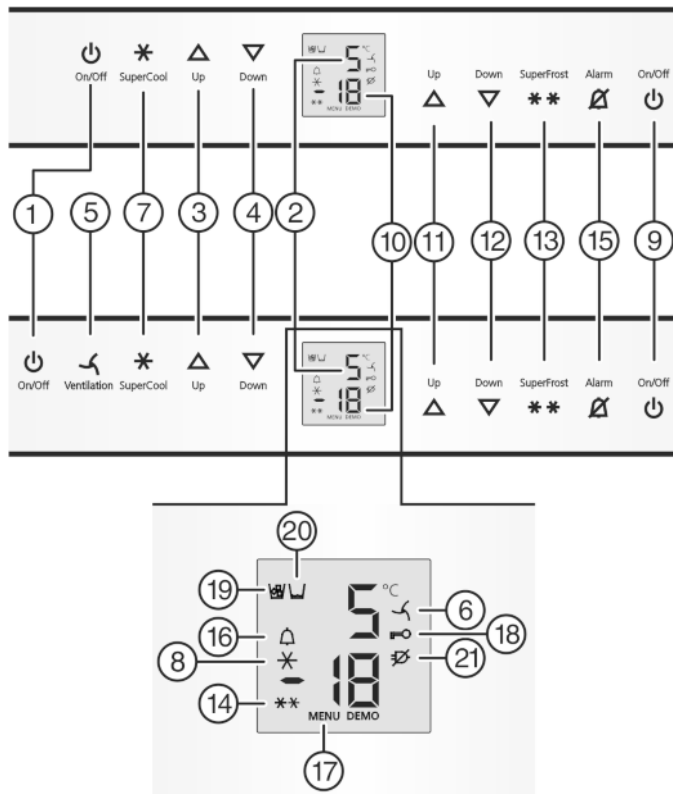 On/Off SuperCool Up Down
5 °C
18
MENU DEMO
Up Down SuperFrost Alarm On/Off
1 5 7 3 4 2 10 11 12 13 15 9
On/Off Ventilation SuperCool Up Down
5 °C
18
MENU DEMO
Up Down SuperFrost Alarm On/Off
20
19
5 °C
6
16
18
8
21
18
14
MENU DEMO
17